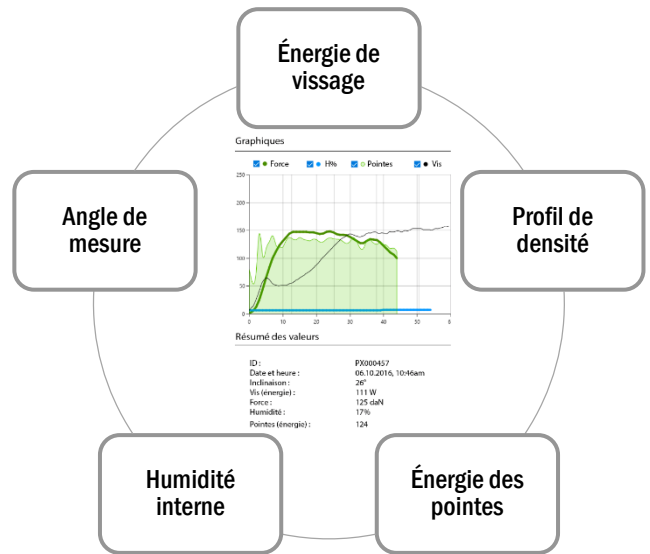 Énergie de
vissage
Graphiques
Force
H%
Pointes
Vis
250
200
150
100
50
0
0 10 20 30 40 50 6
Angle de
mesure
Profil de
densité
Résumé des valeurs
ID : PX000457
Date et heure : 06.10.2016, 10:46am
Inclinaison : 26°
Vis (énergie) : 111 W
Force : 125 daN
Humidité : 17%
Pointes (énergie) : 124
Humidité
interne
Énergie des
pointes